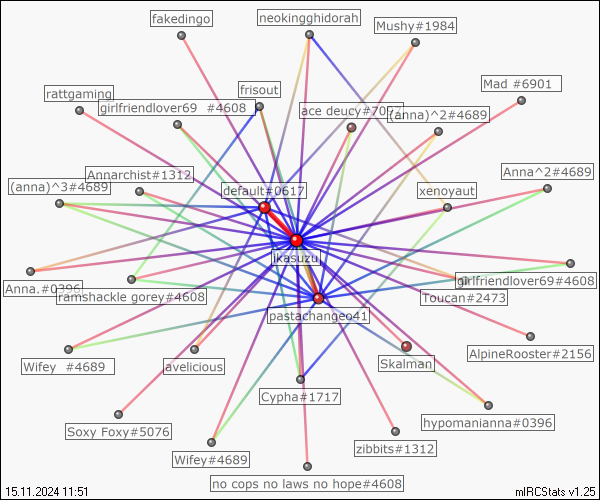 fakedingo
neokingghidorah
Mushy#1984
rattgaming
girlfriendlover69 #4608
frisout
ace deucy#707
(anna)^2#4689
Mad #6901
Annarchist#1312
(anna)^3#4689
default#0617
xenoyaut
Anna^2#4689
ikasuzu
Anna.#0396
ramshackle gorey#4608
girlfriendlover69#4608
Toucan#2473
pastachangeo41
Wifey #4689
avelicious
Skalman
AlpineRooster#2156
Cypha#1717
hypomanianna#0396
Soxy Foxy#5076
Wifey#4689
zibbits#1312
no cops no laws no hope#4608
15.11.2024 11:51
mIRCStats v1.25